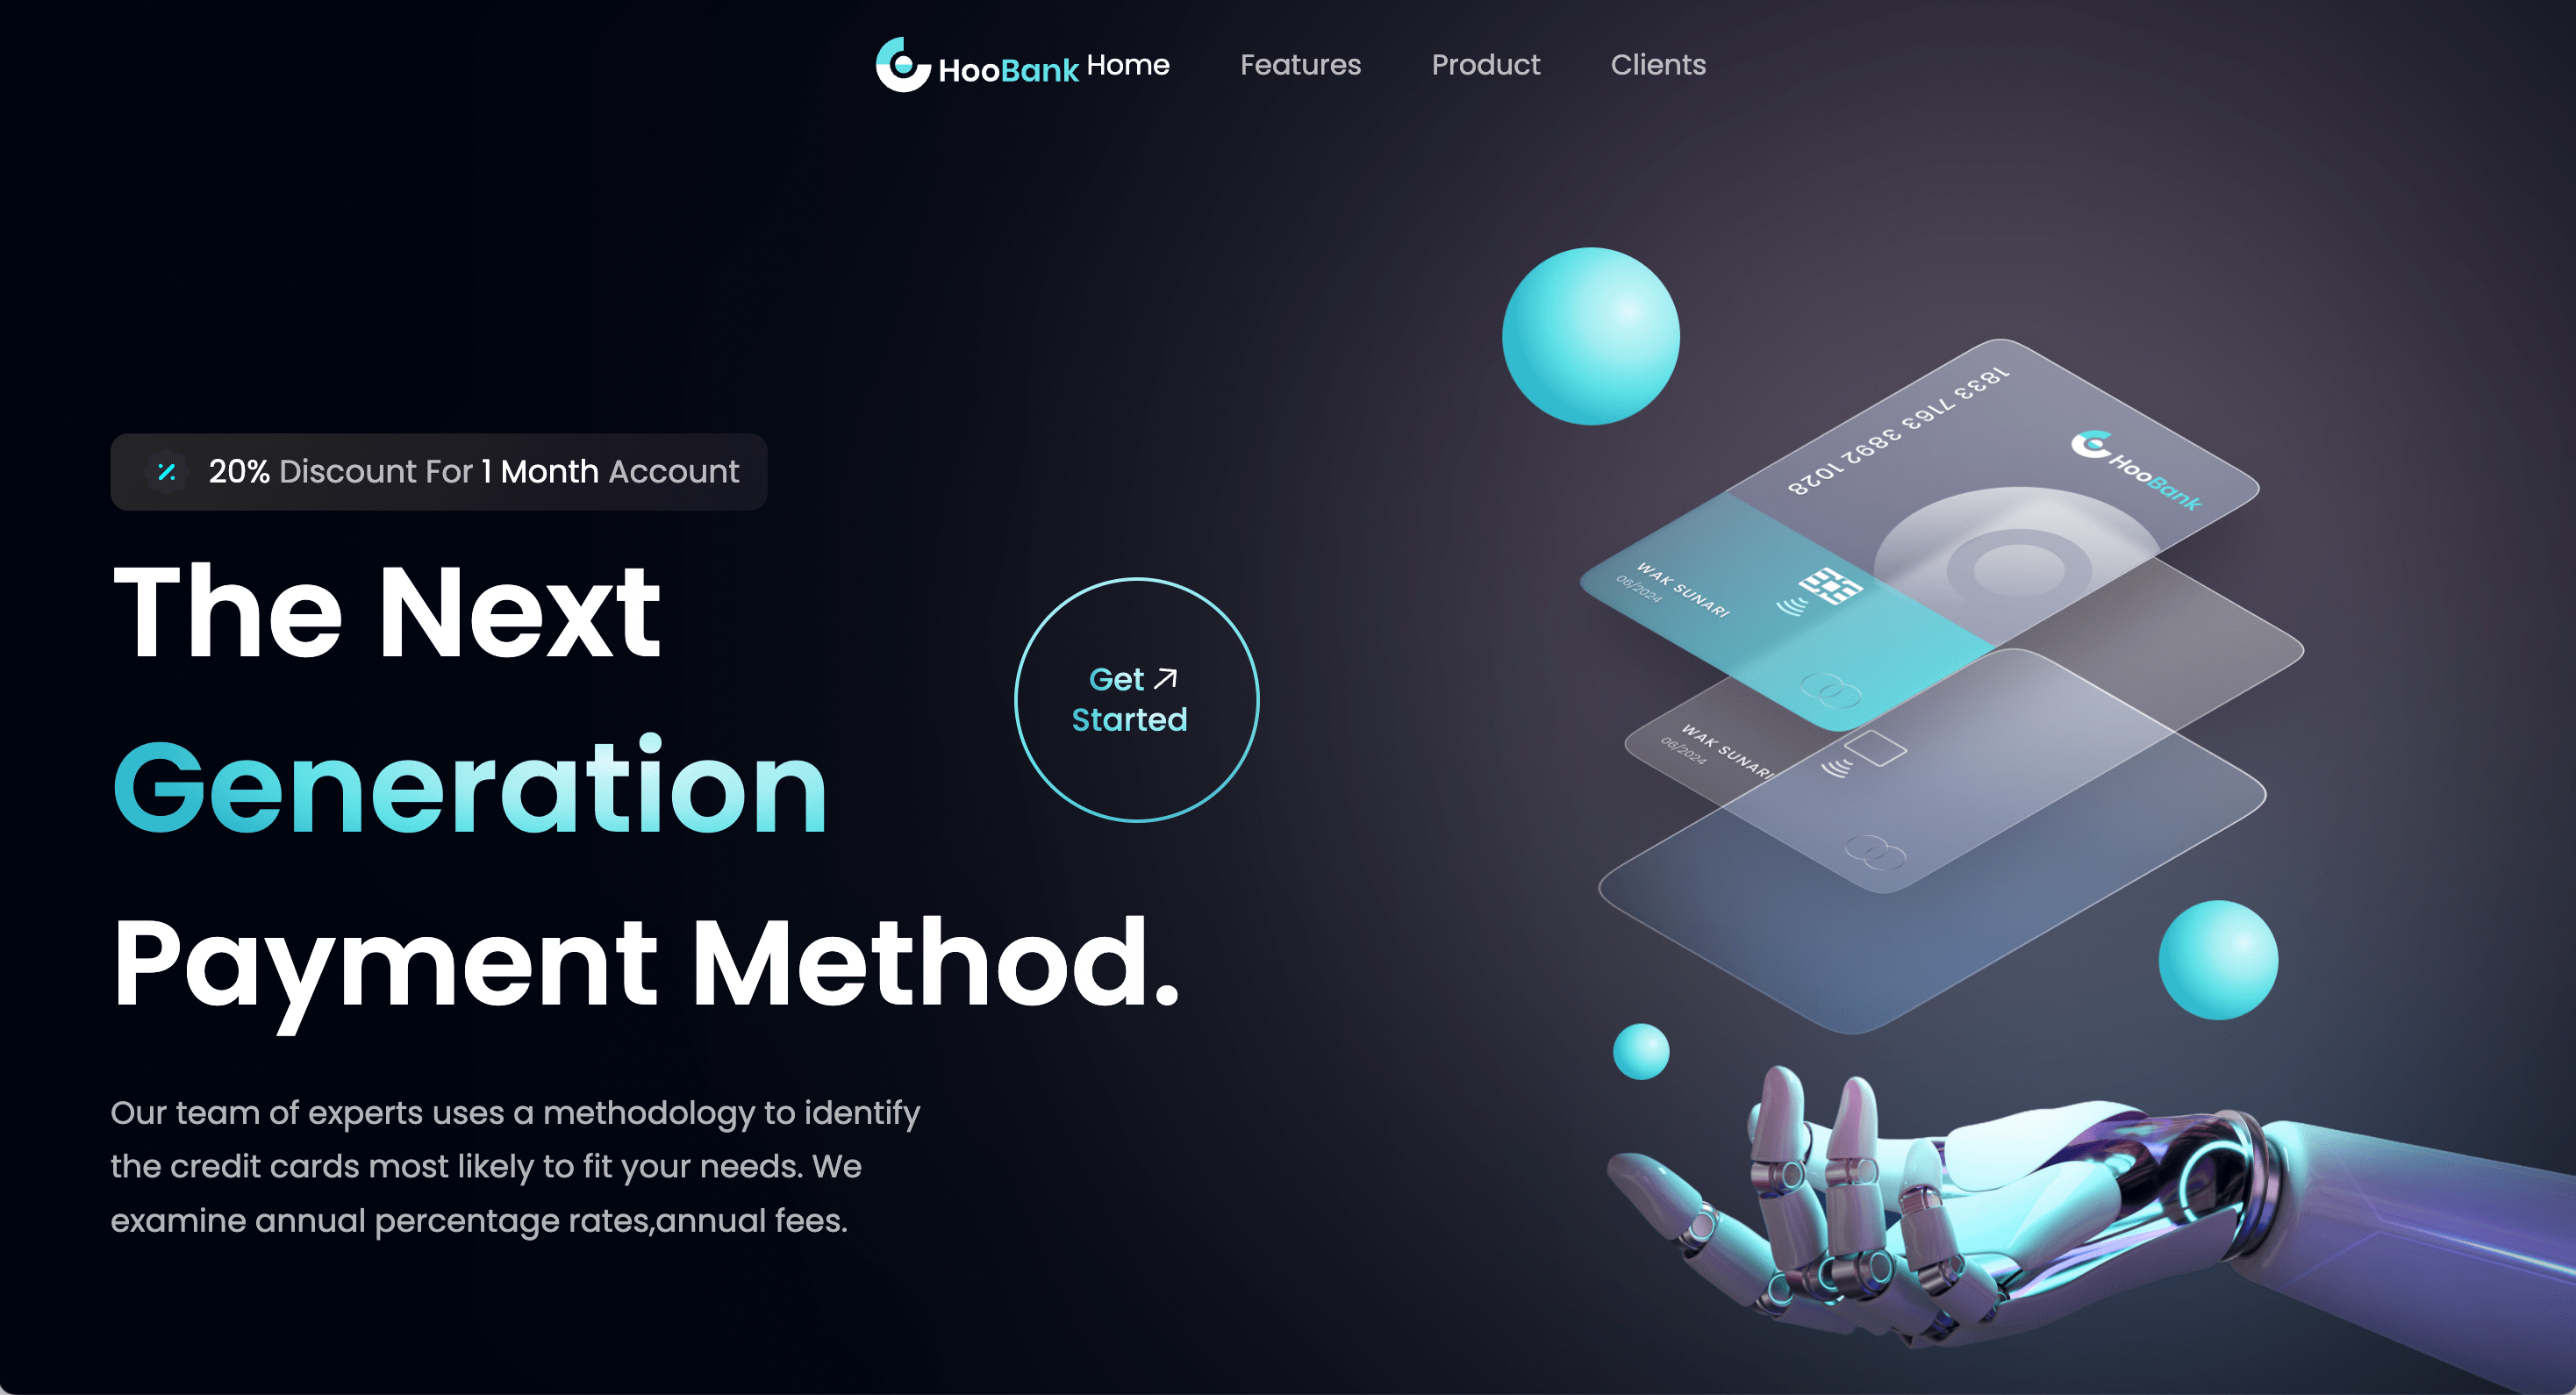 HooBank Home Features Product Clients
20% Discount For 1 Month Account
The Next
Generation
Payment Method.
Get
Started
Our team of experts uses a methodology to identify
the credit cards most likely to fit your needs. We
examine annual percentage rates,annual fees.
1833 7163 3892 1028
HooBank
WAK SUNARI
06/2024
WAK SUNARI
06/2024